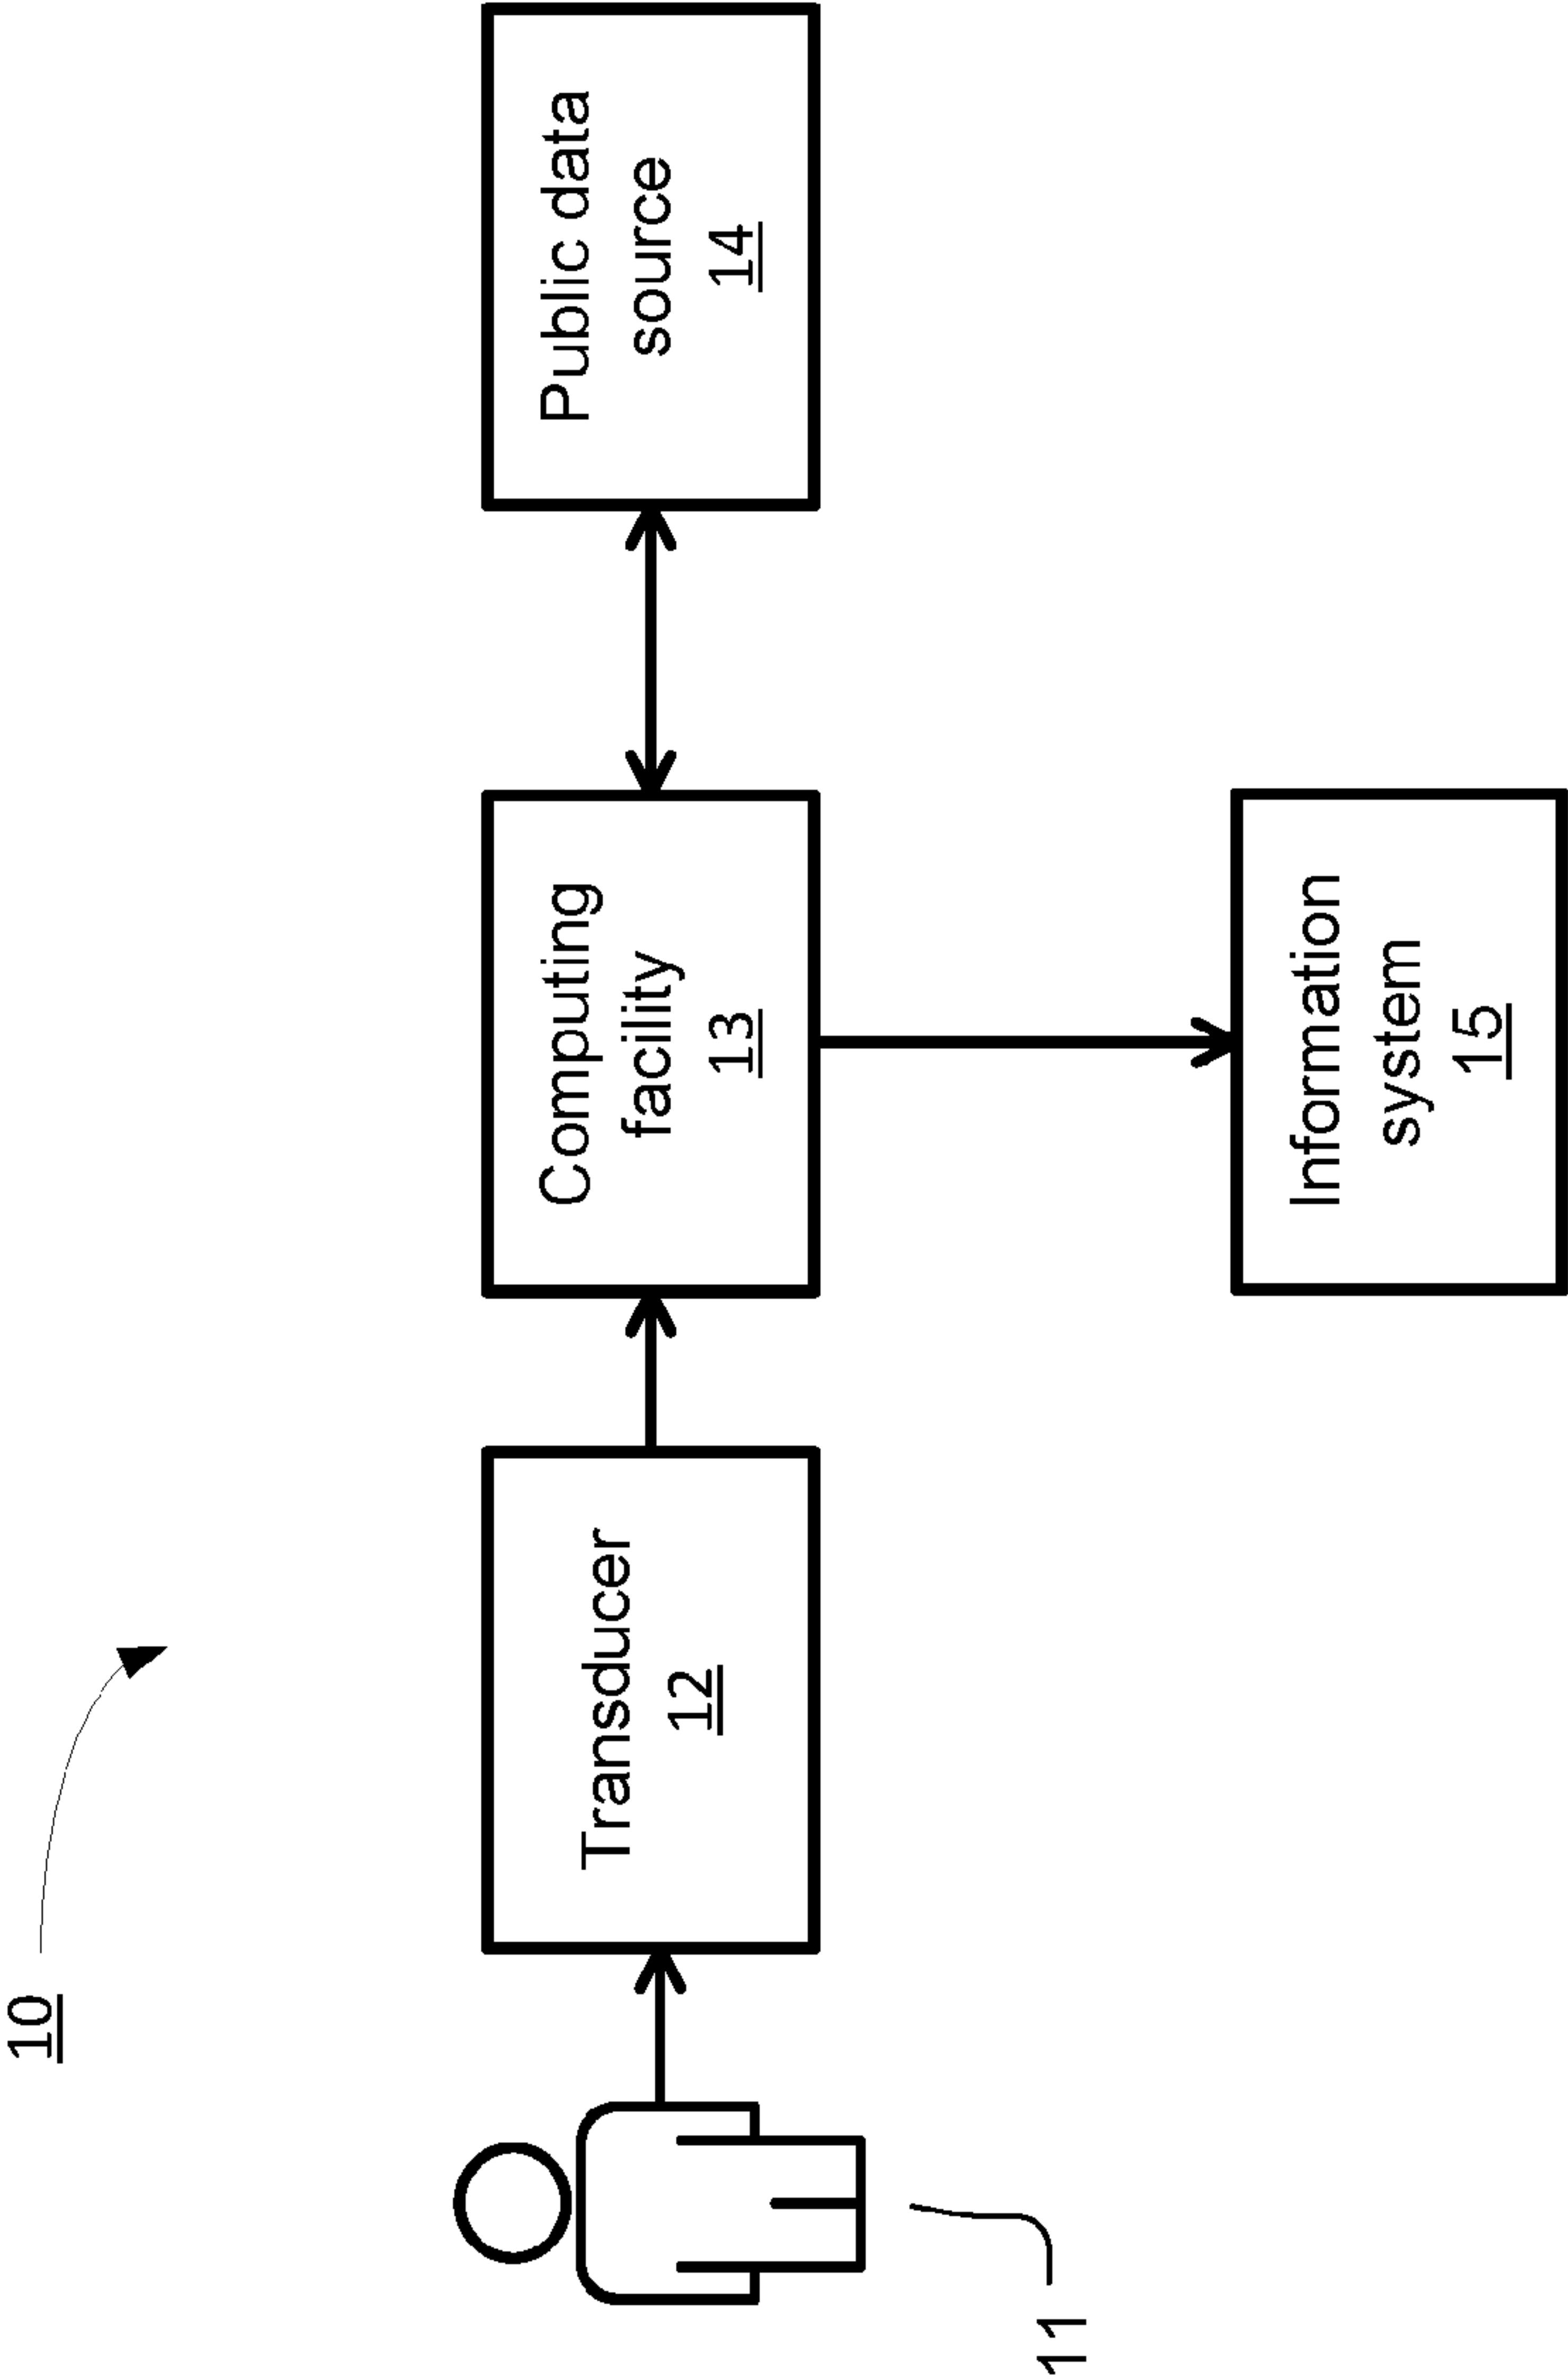 10
11
Transducer
12
Computing
facility
13
Public data
source
14
Information
system
15